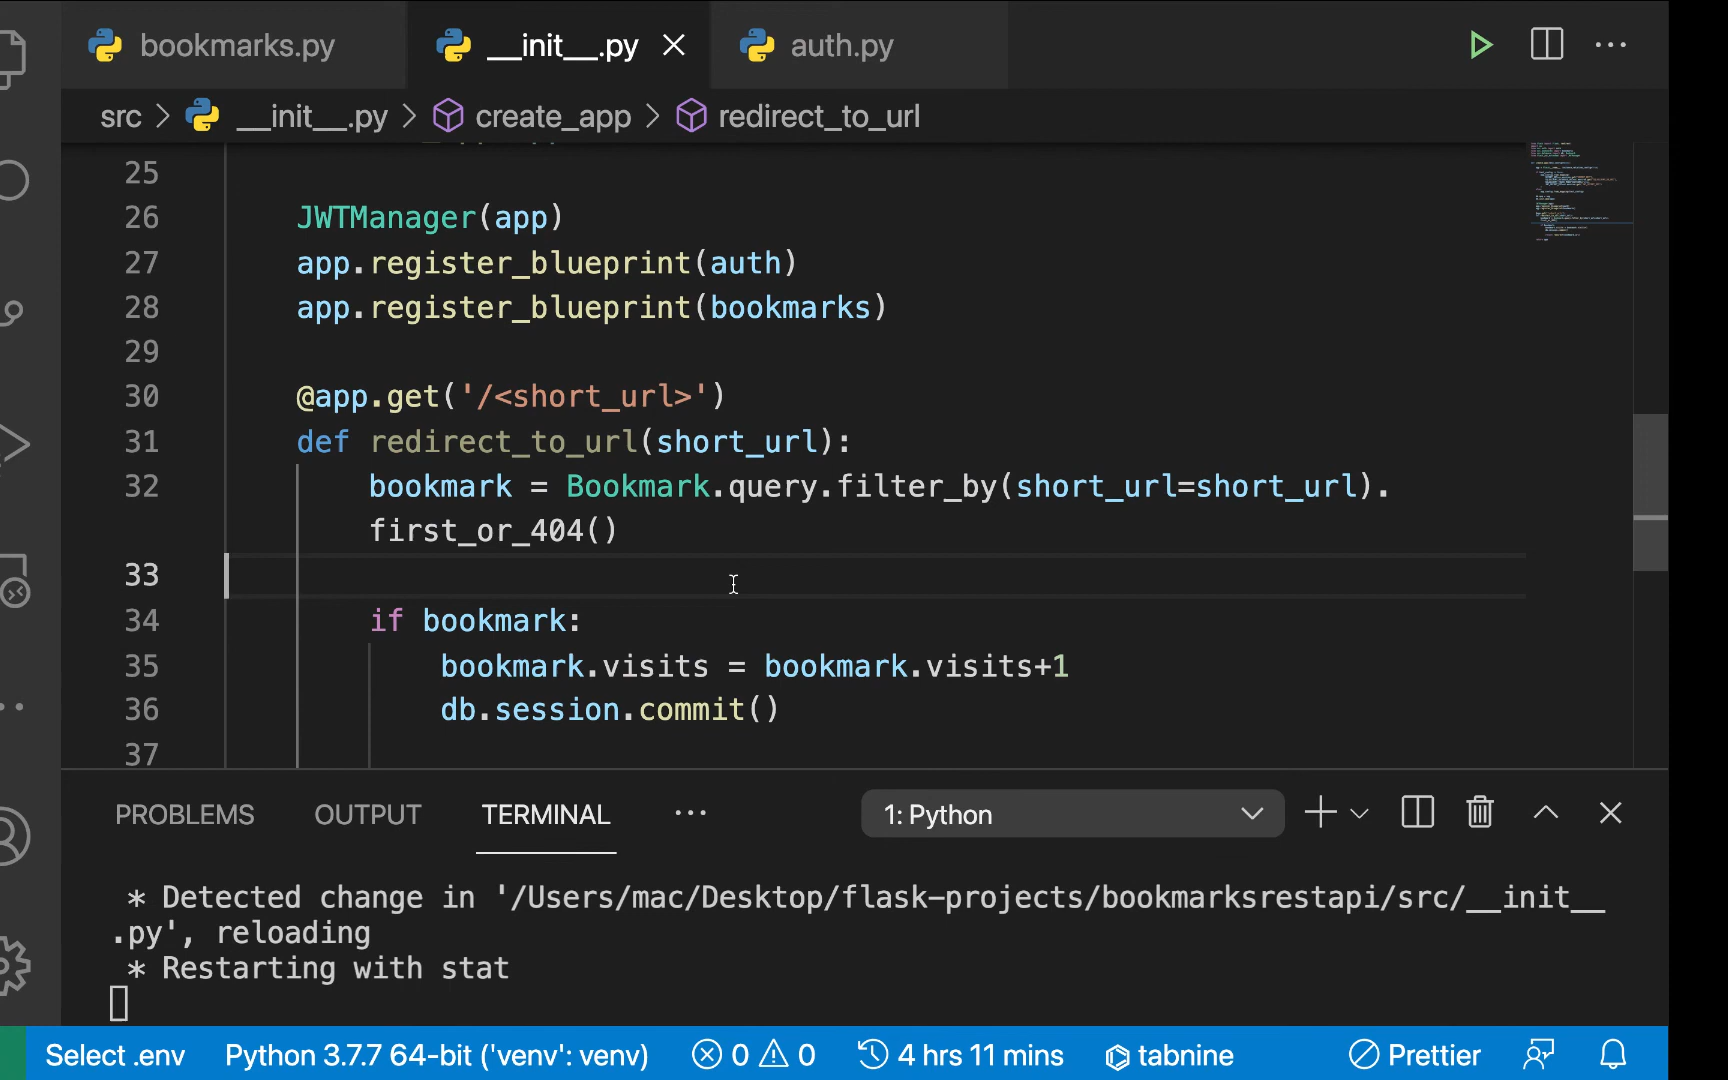 bookmarks.py
__init__.py
auth.py
src > __init__.py > create_app > redirect_to_url
25
26 JWTManager(app)
27 app.register_blueprint(auth)
28 app.register_blueprint(bookmarks)
29
30 @app.get('/<short_url>')
31 def redirect_to_url(short_url):
32 bookmark = Bookmark.query.filter_by(short_url=short_url).
first_or_404()
33
34 if bookmark:
35 bookmark.visits = bookmark.visits+1
36 db.session.commit()
37
PROBLEMS OUTPUT TERMINAL ··· 1: Python
* Detected change in '/Users/mac/Desktop/flask-projects/bookmarksrestapi/src/__init__
.py', reloading
* Restarting with stat
Select .env Python 3.7.7 64-bit ('venv': venv) 0 0 4 hrs 11 mins tabnine Prettier